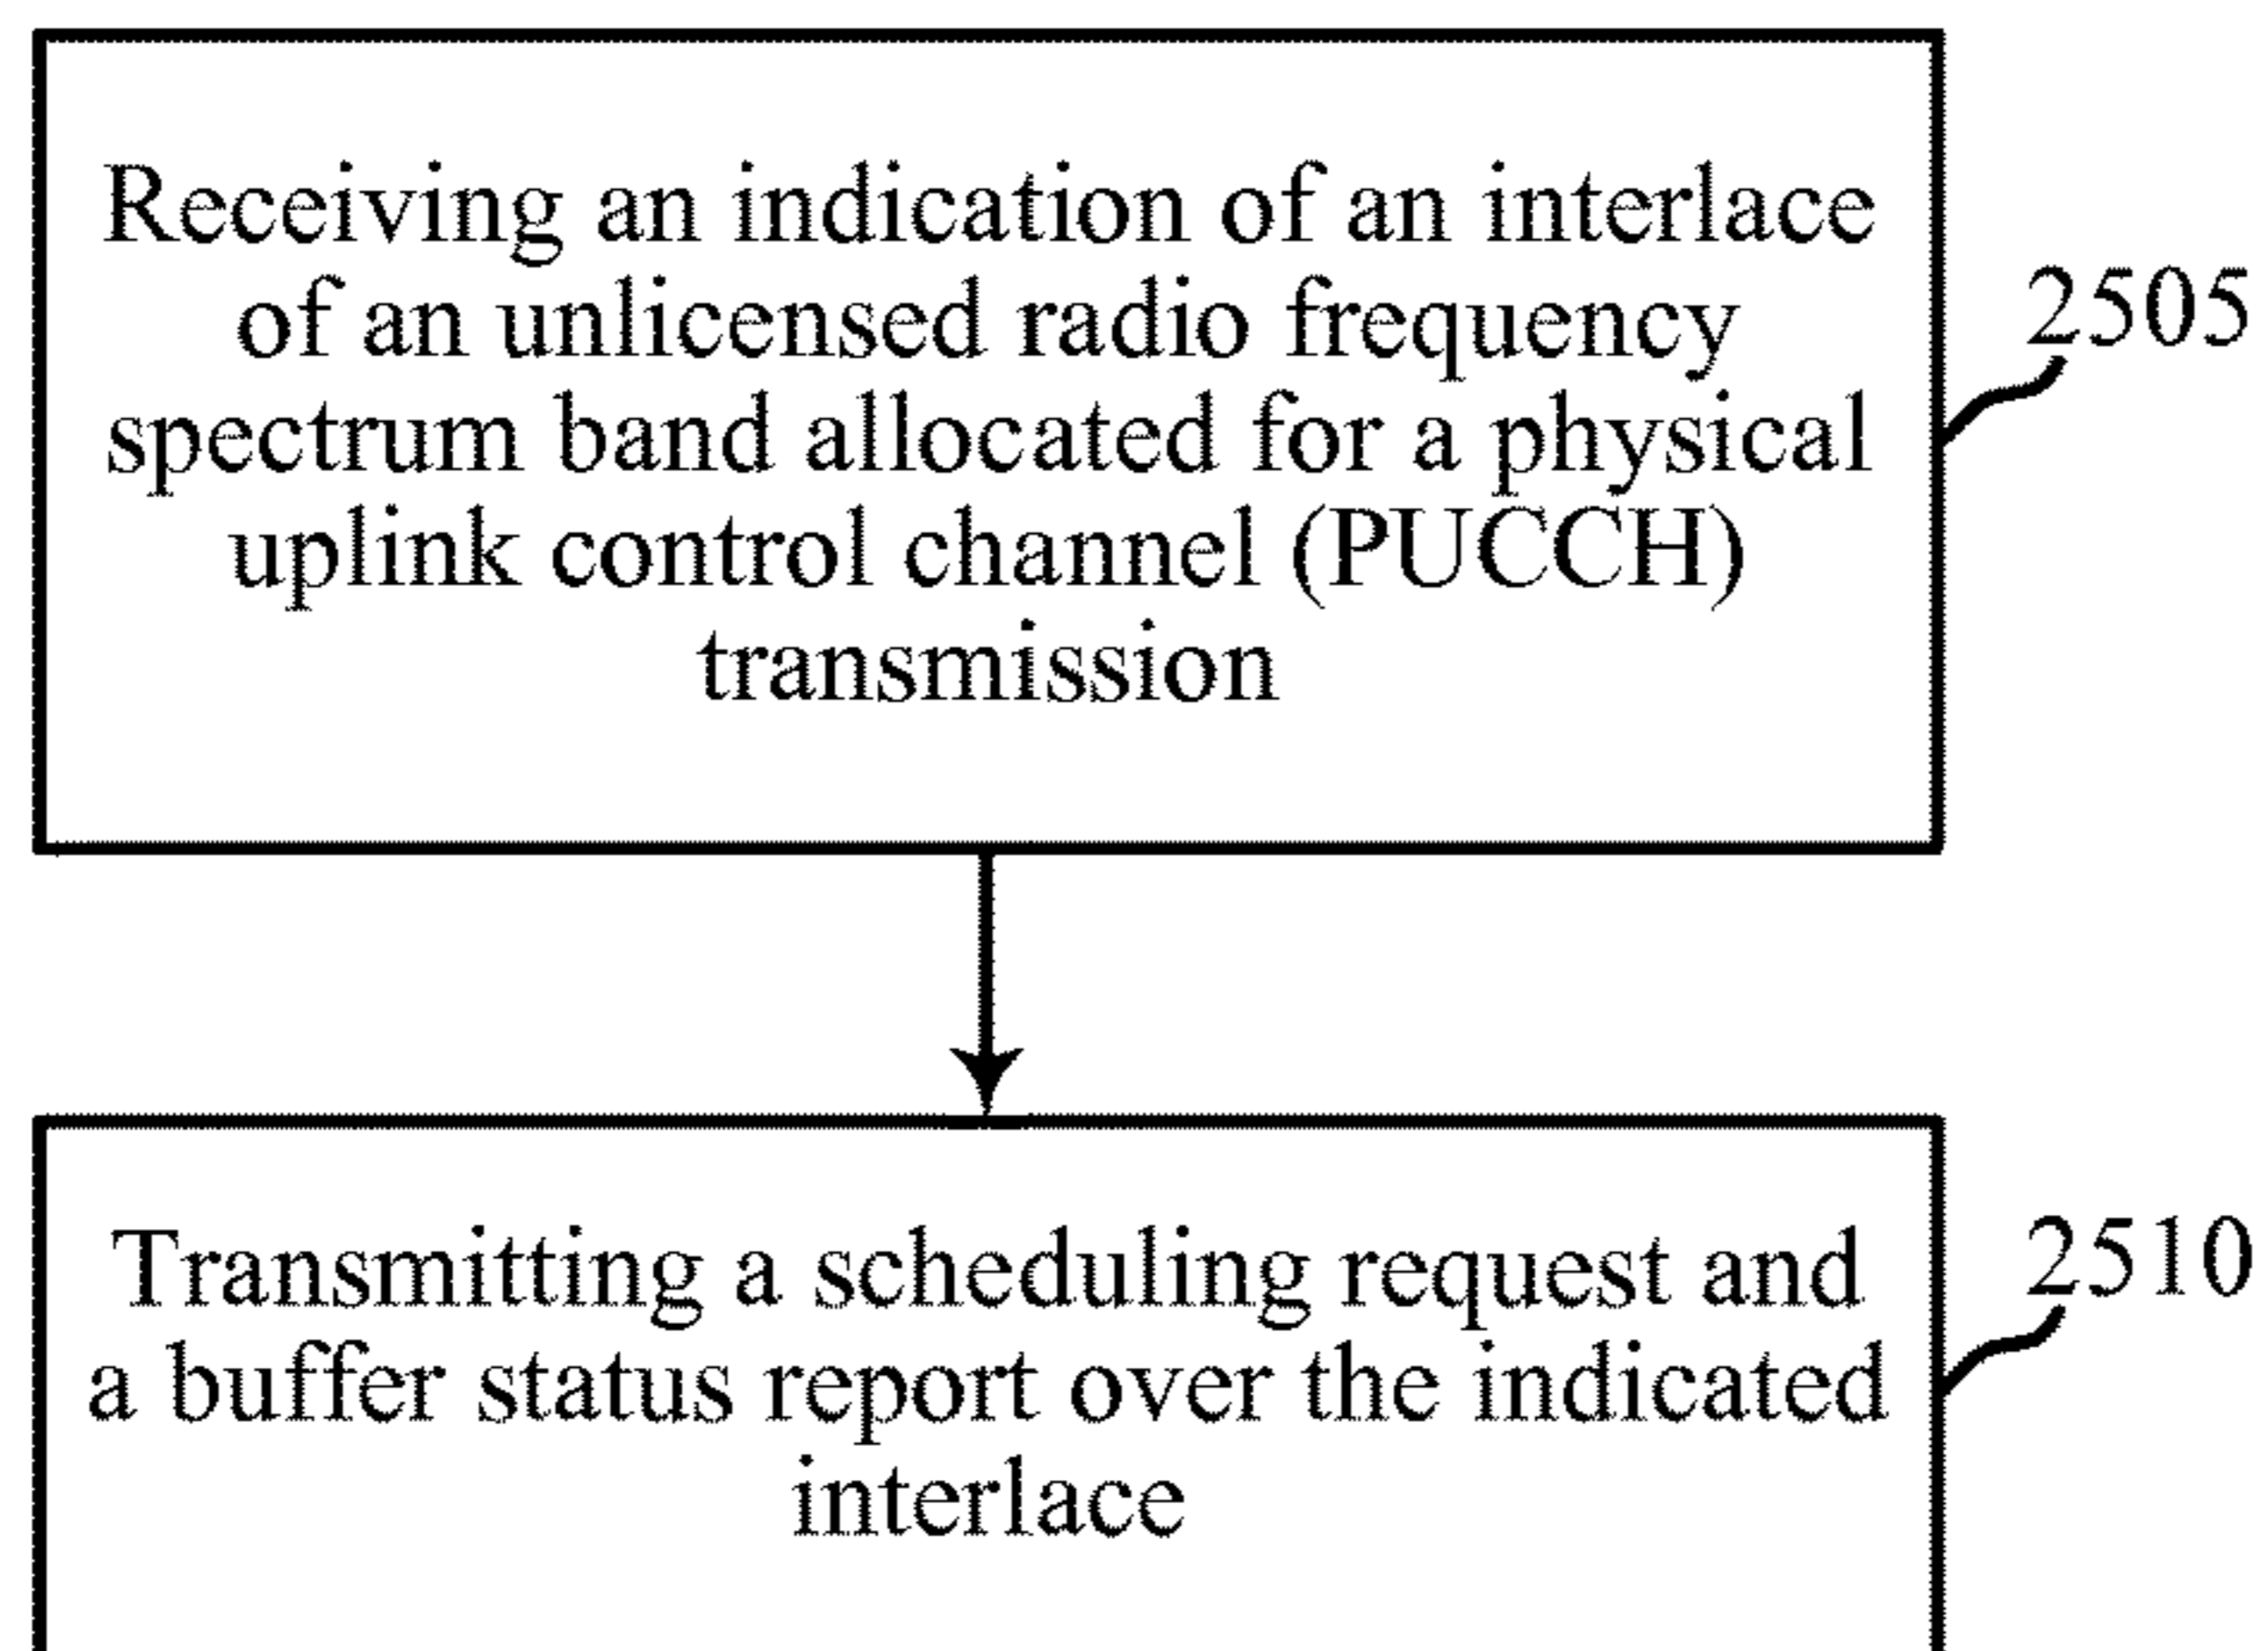 Receiving an indication of an interlace
of an unlicensed radio frequency
spectrum band allocated for a physical
uplink control channel (PUCCH)
transmission
2505
Transmitting a scheduling request and
a buffer status report over the indicated
interlace
2510